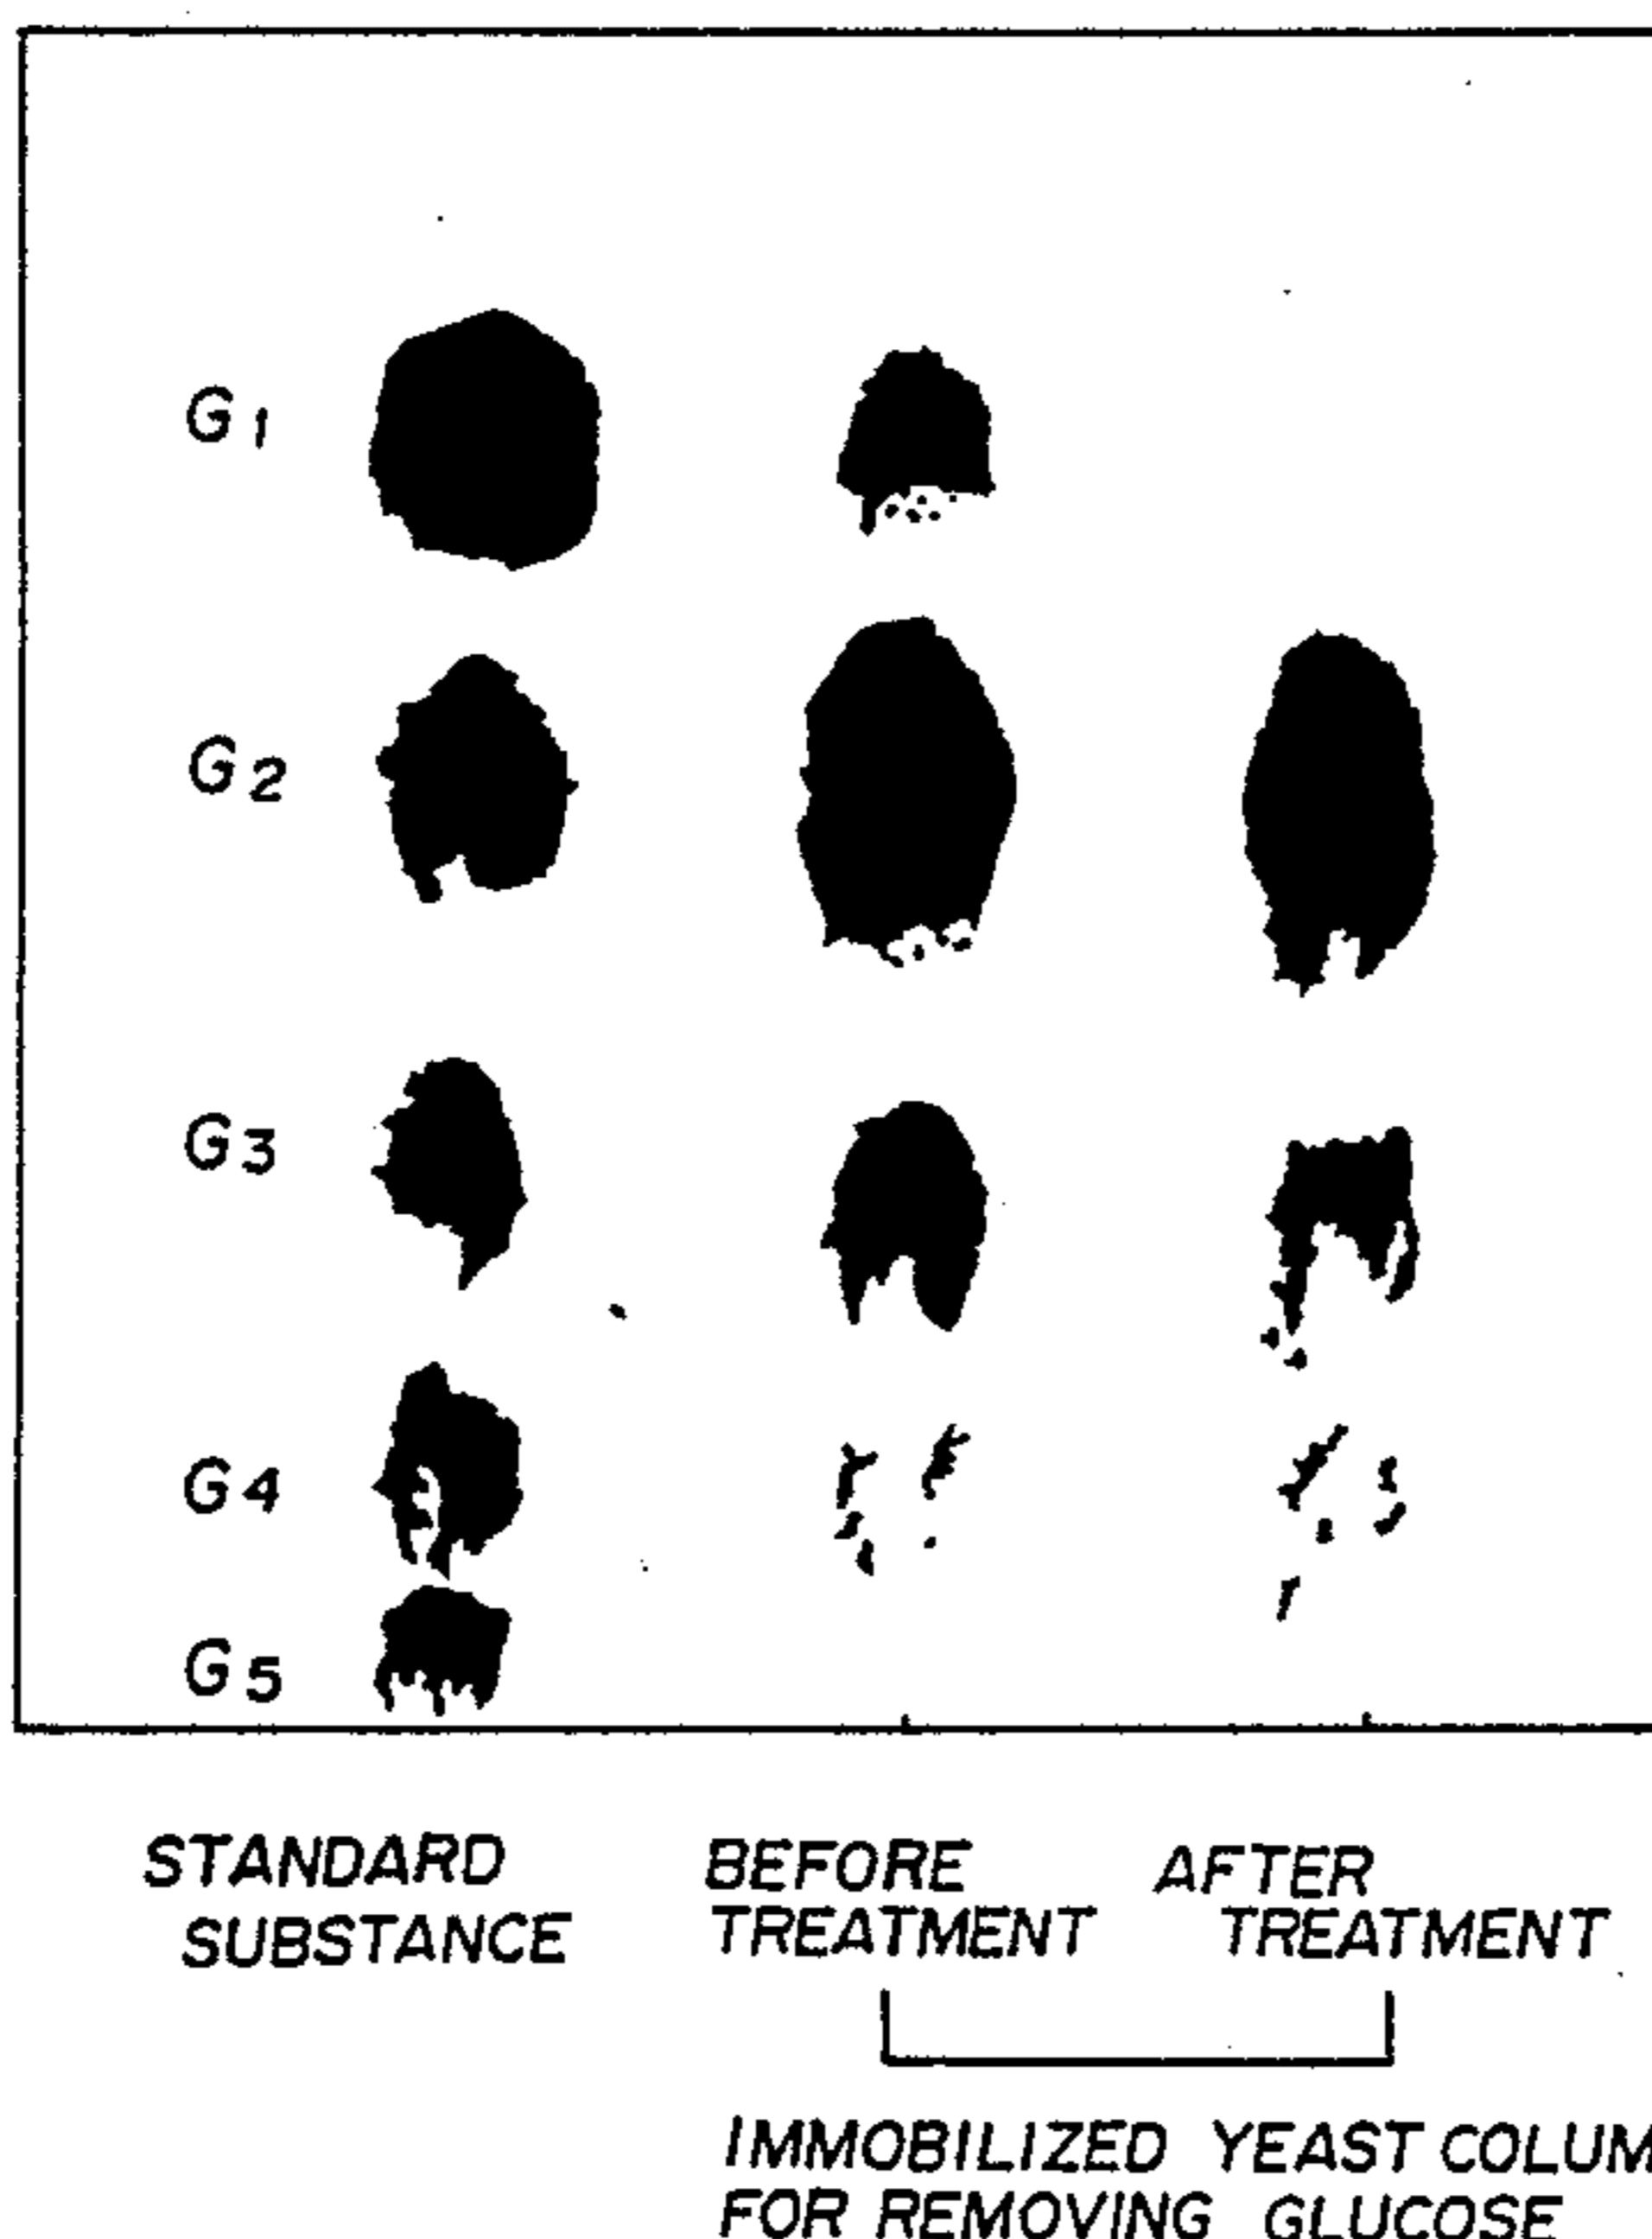 G1
G2
G3
G4
G5
STANDARD SUBSTANCE
BEFORE TREATMENT
AFTER TREATMENT
IMMOBILIZED YEAST COLUM
FOR REMOVING GLUCOSE